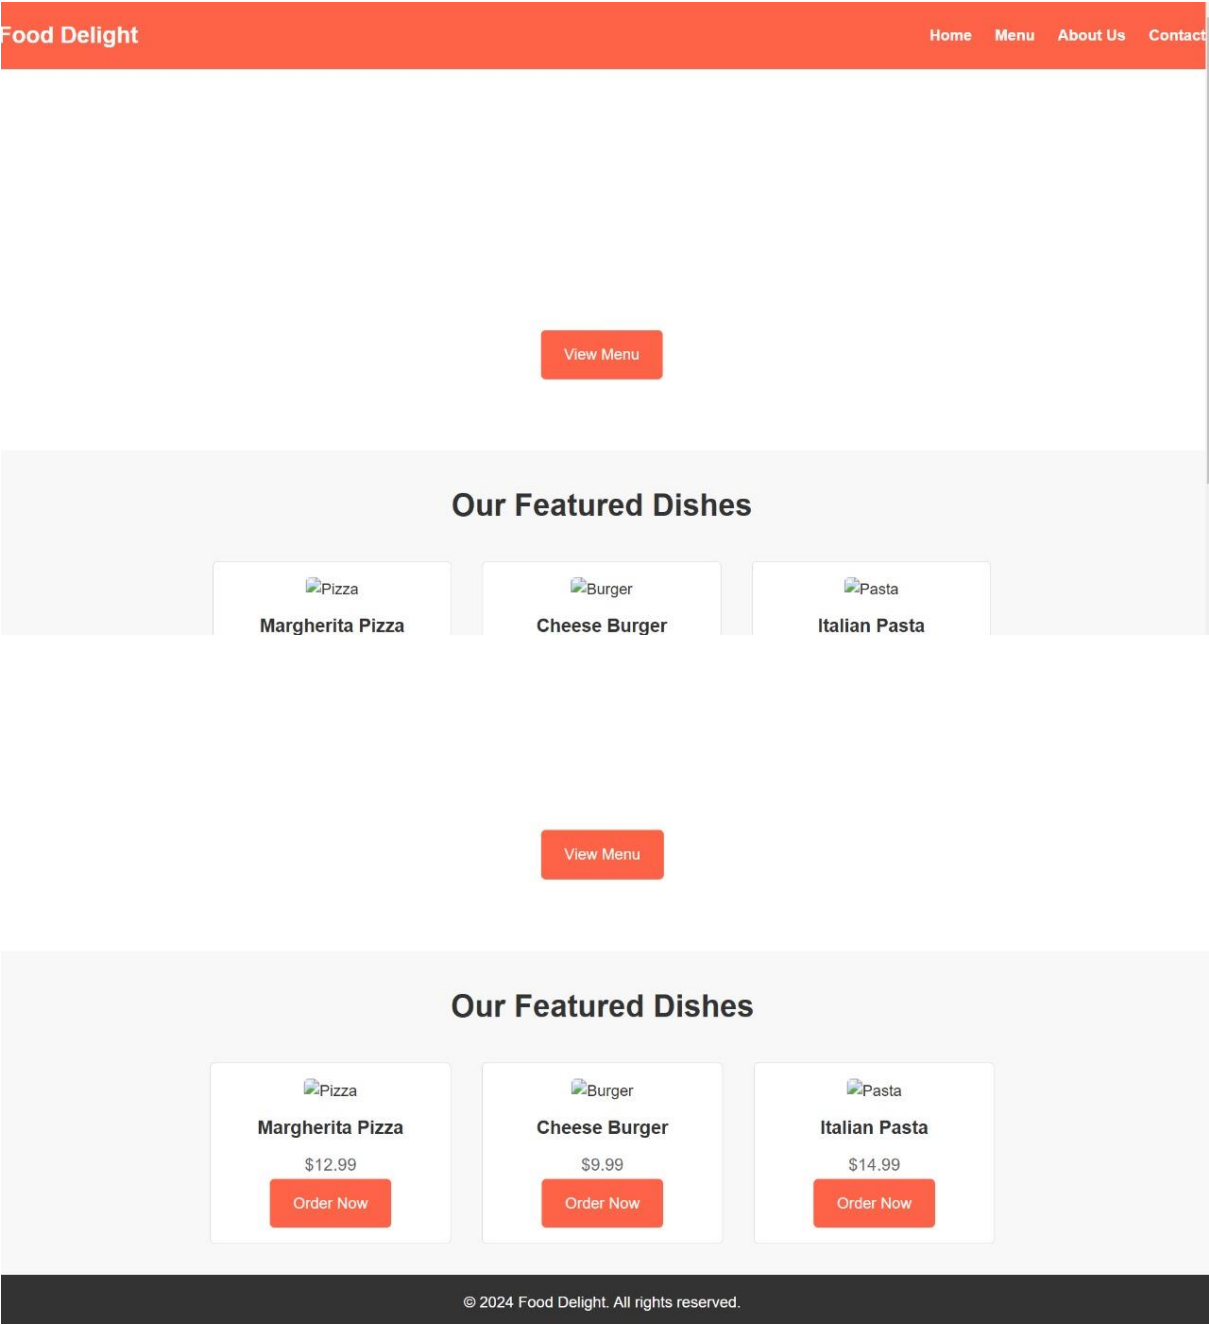 Food Delight
Home Menu About Us Contact
View Menu
Our Featured Dishes
Pizza Burger Pasta
Margherita Pizza Cheese Burger Italian Pasta
View Menu
Our Featured Dishes
Pizza Burger Pasta
Margherita Pizza Cheese Burger Italian Pasta
$12.99 $9.99 $14.99
Order Now Order Now Order Now
© 2024 Food Delight. All rights reserved.